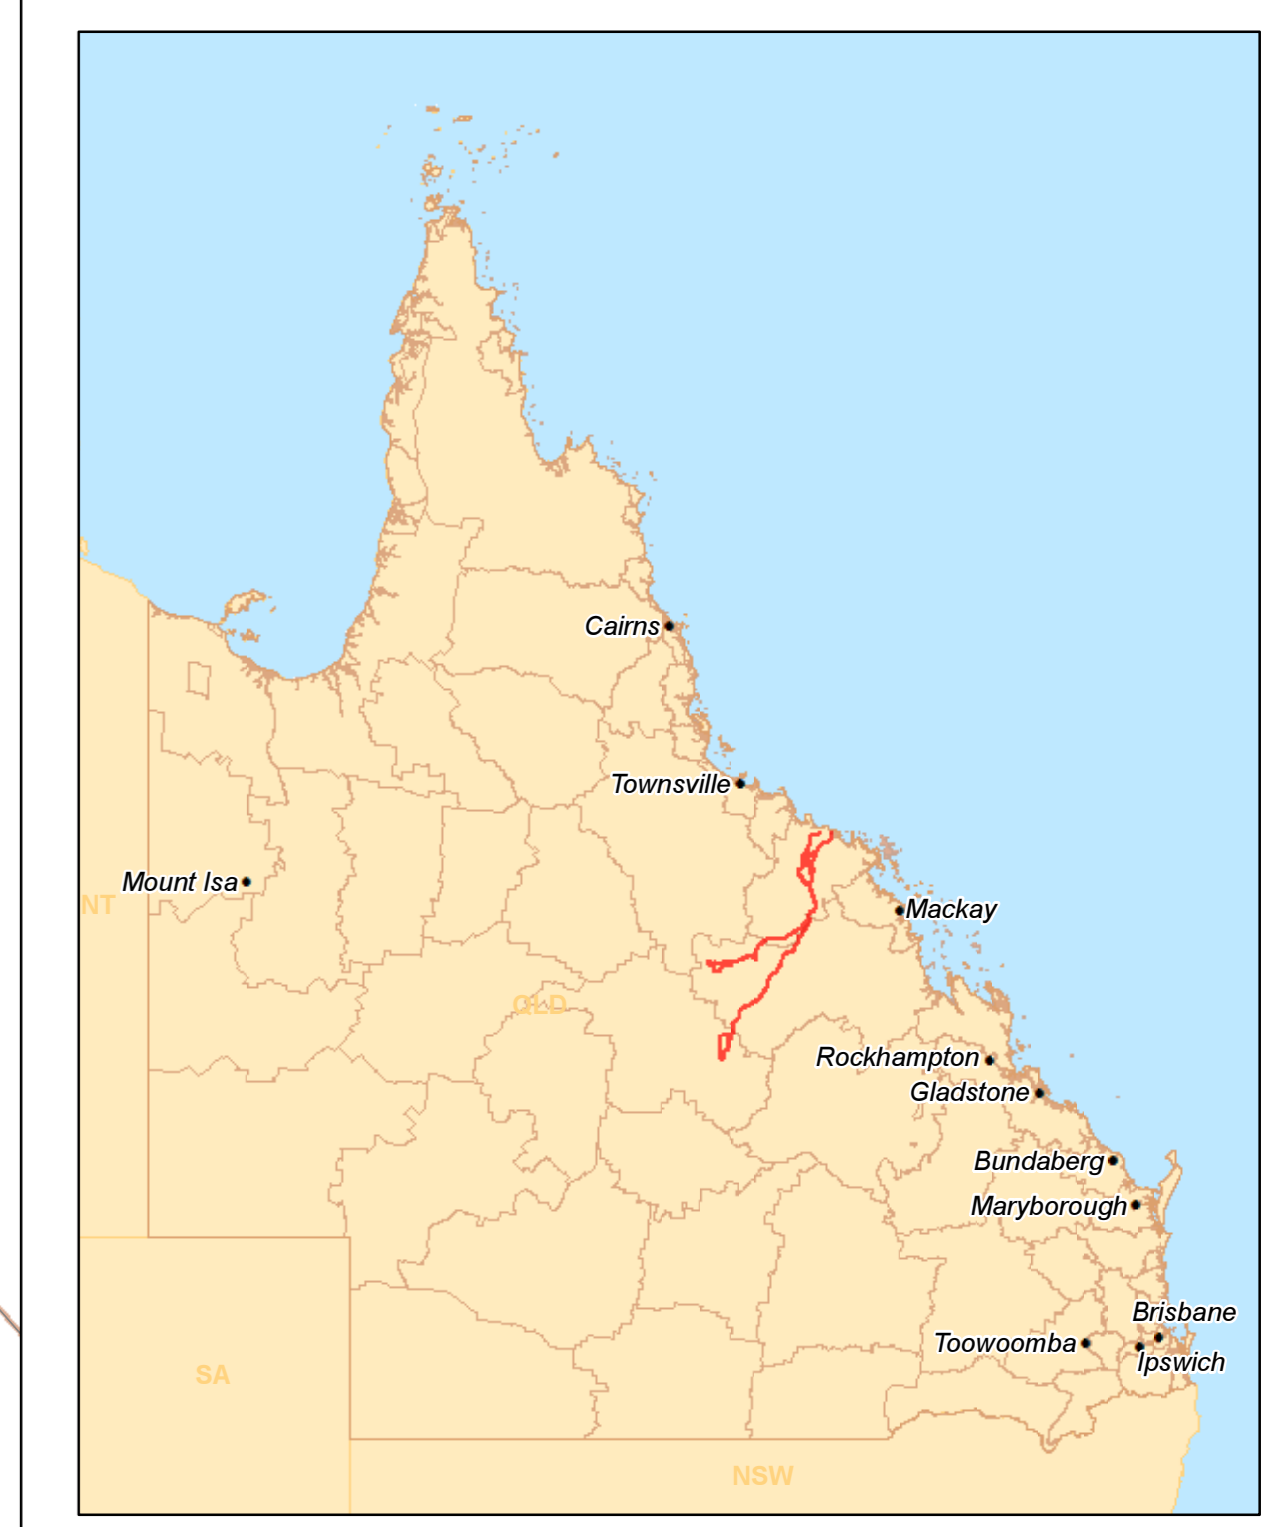 Cairns
Townsville
Mount Isa
NT
Mackay
QLD
Rockhampton
Gladstone
Bundaberg
Maryborough
Brisbane
Toowoomba
Ipswich
SA
NSW